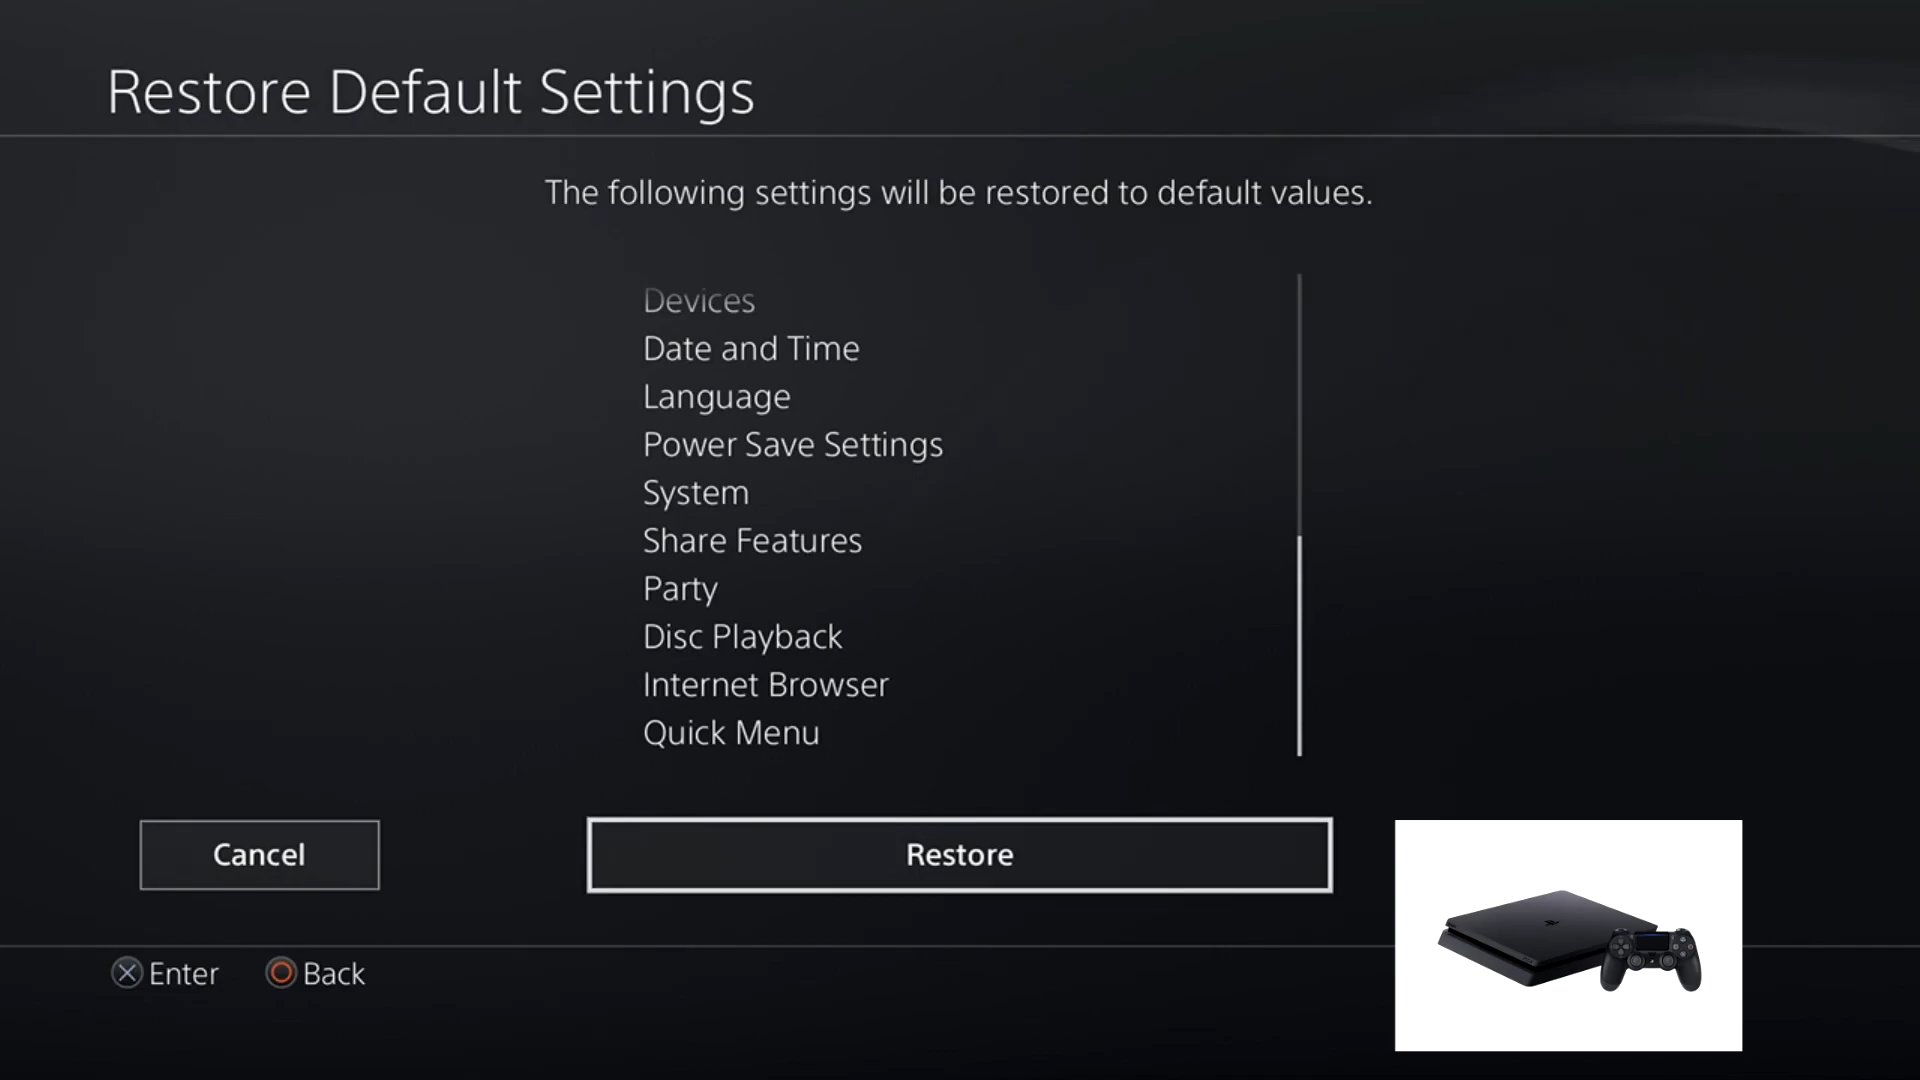 Restore Default Settings
The following settings will be restored to default values.
Devices
Date and Time
Language
Power Save Settings
System
Share Features
Party
Disc Playback
Internet Browser
Quick Menu
Cancel
Restore
Enter
Back